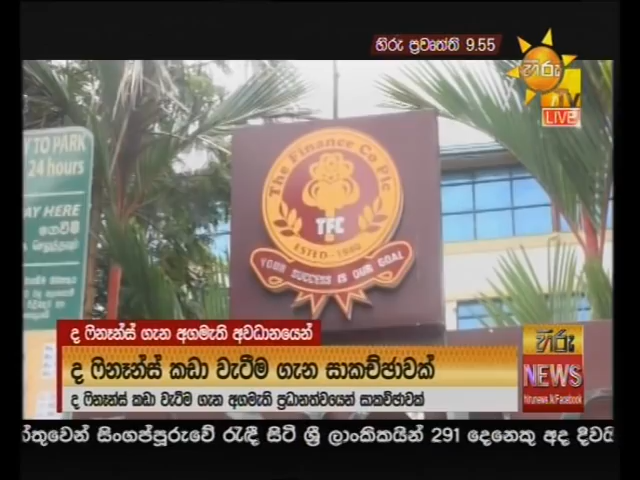 හිරු ප්‍රවෘත්ති 9.55
හිරු
TV
LIVE
TO PARK
24 hours
PAY HERE
The Finance Co Plc
TFC
ESTD - 1940
YOUR SUCCESS IS OUR GOAL
ද ෆිනෑන්ස් ගැන අගමැති අවධානයෙන්
ද ෆිනෑන්ස් කඩා වැටීම ගැන සාකච්ඡාවක්
ද ෆිනෑන්ස් කඩා වැටීම ගැන අගමැති ප්‍රධානත්වයෙන් සාකච්ඡාවක්
හිරු
NEWS
hirunews.lk/Facebook
සිංගප්පූරුවේ රැඳී සිටි ශ්‍රී ලාංකිකයින් 291 දෙනෙකු අද